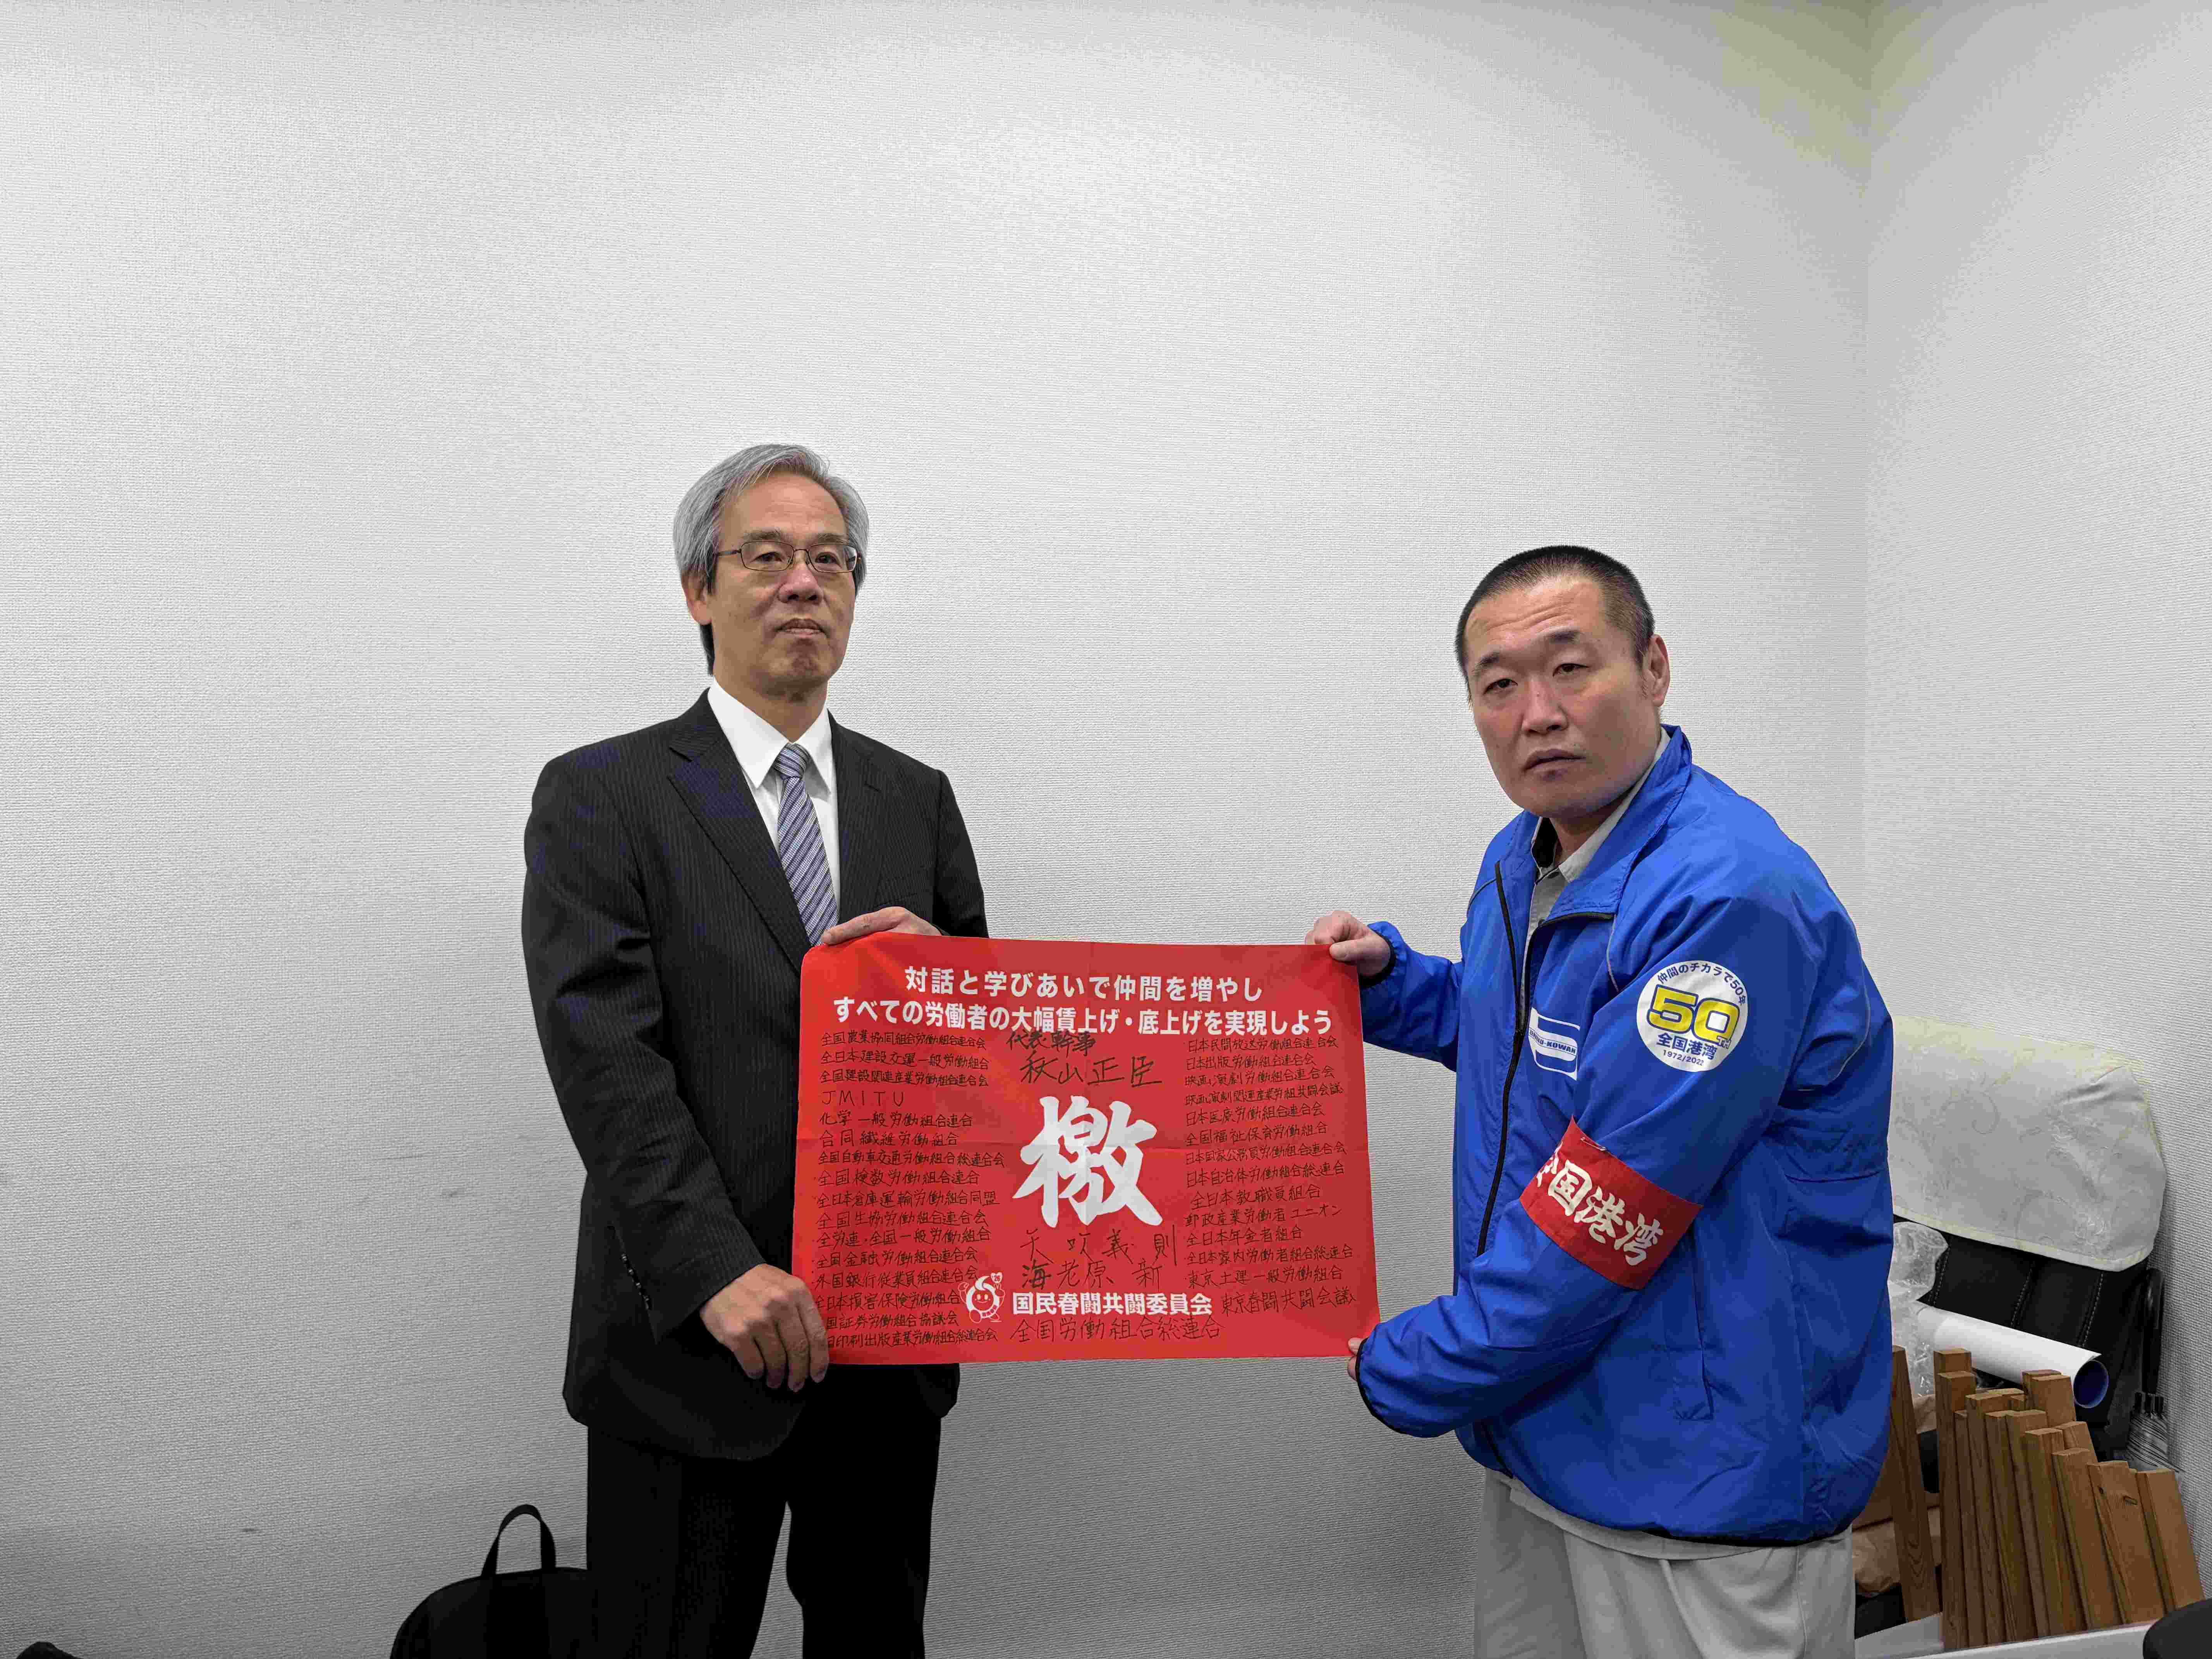 対話と学びあいで仲間を増やし
すべての労働者の大幅賃上げ・底上げを実現しよう
代表幹事
秋山正臣
檄
矢吹義則
海老原新
国民春闘共闘委員会
全国労働組合総連合
全国農業協同組合労働組合連合会
全日本建設交運一般労働組合
全国建設関連産業労働組合連合会
JMITU
化学一般労働組合連合
合同繊維労働組合
全国自動車交通労働組合総連合会
全国検数労働組合連合
全日本倉庫運輸労働組合同盟
全国生協労働組合連合会
全労連・全国一般労働組合
全国金融労働組合連合会
外国銀行従業員組合連合会
全日本損害保険労働組合
国証券労働組合協議会
印刷出版産業労働組合総連合会
日本民間放送労働組合連合会
日本出版労働組合連合会
映画演劇労働組合連合会
映画演劇関連産業労組共闘会議
日本医療労働組合連合会
全国福祉保育労働組合
日本国家公務員労働組合連合会
日本自治体労働組合総連合
全日本教職員組合
郵政産業労働者ユニオン
全日本年金者組合
全日本家内労働者組合総連合
東京土建一般労働組合
東京春闘共闘会議
仲間のチカラで50年
50TH
全国港湾
1972/2022
KOWAN
全国港湾